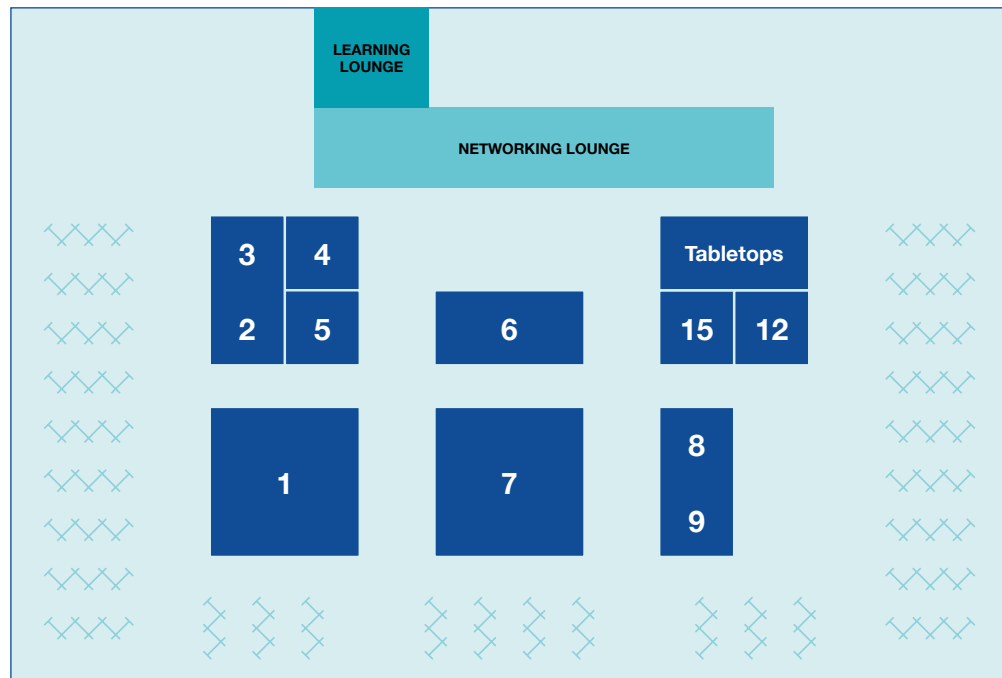 LEARNING
LOUNGE
NETWORKING LOUNGE
3 4 Tabletops
2 5 6 15 12
1 7 8
9